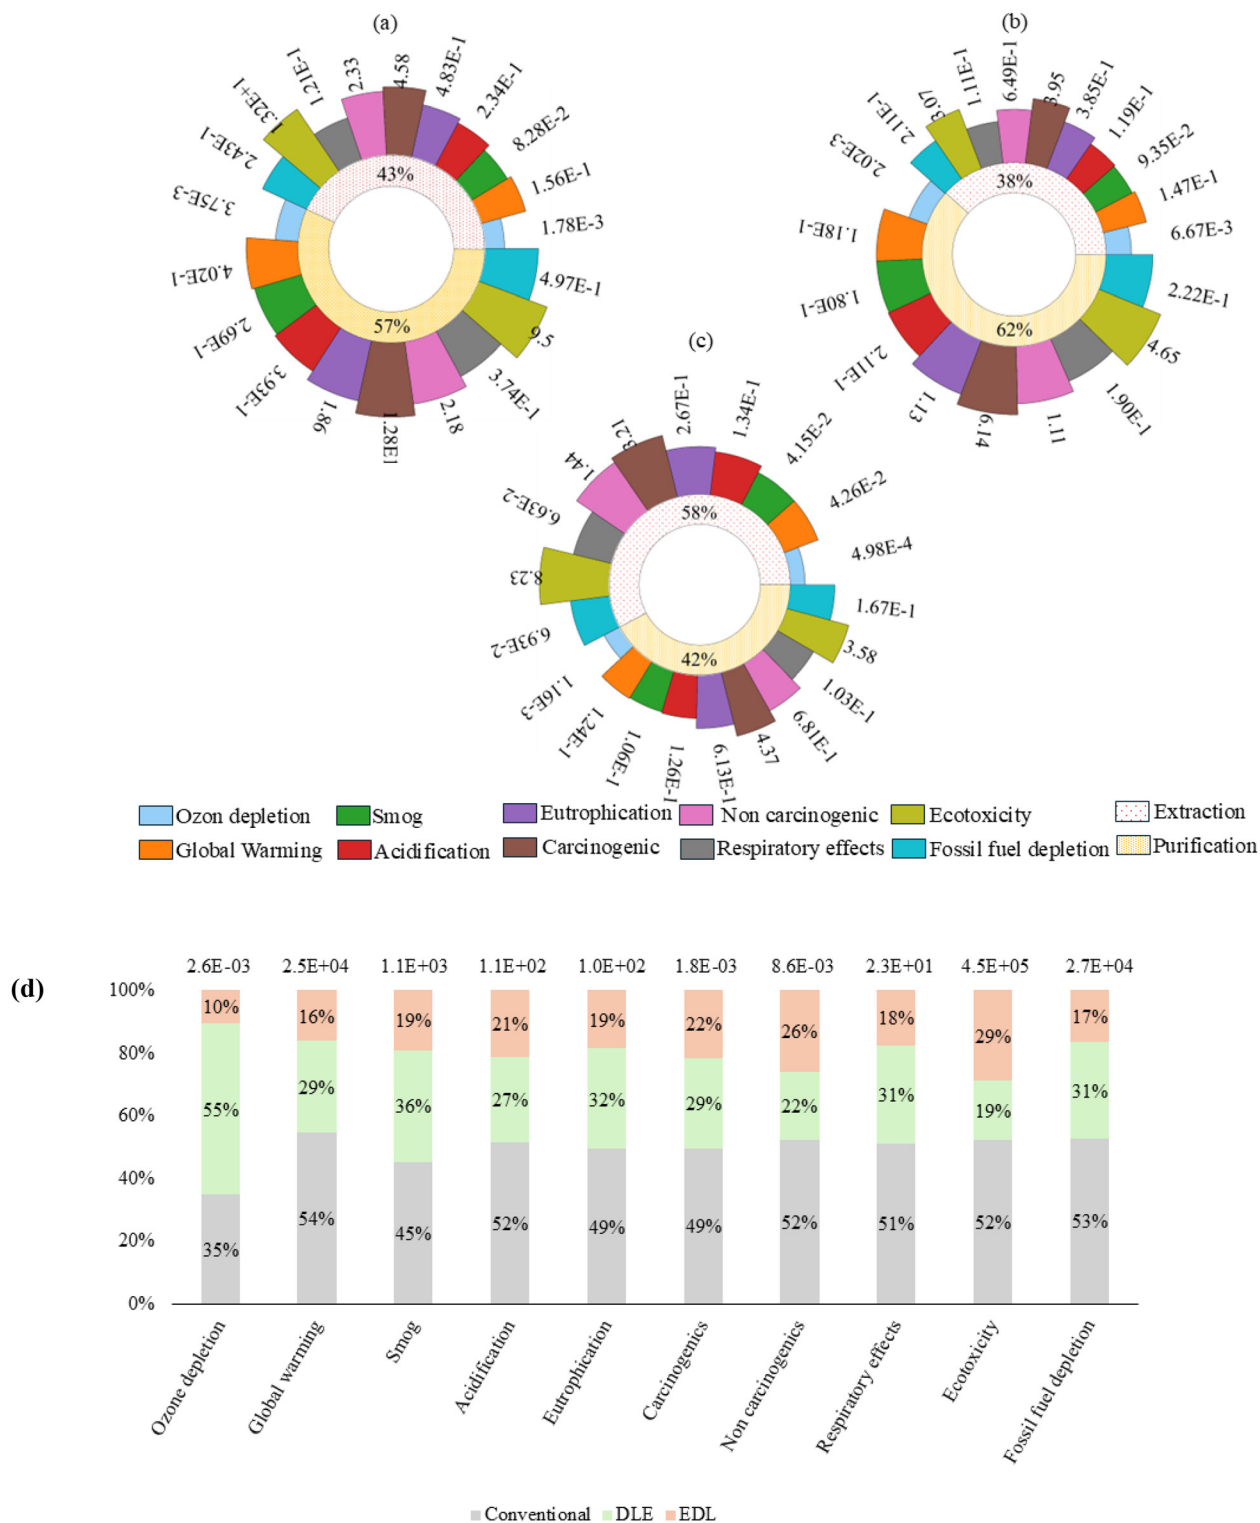 (a)
1.78E-3
1.56E-1
8.28E-2
2.34E-1
4.83E-1
4.58
2.33
1.21E-1
1.32E+1
2.43E-1
3.75E-3
4.02E-1
2.69E-1
3.93E-1
1.86
1.28E1
2.18
3.74E-1
9.5
4.97E-1
43%
57%
(b)
6.67E-3
1.47E-1
9.35E-2
1.19E-1
3.85E-1
3.95
6.49E-1
1.11E-1
3.07
2.11E-1
2.02E-3
1.18E-1
1.80E-1
2.11E-1
1.13
6.14
1.11
1.90E-1
4.65
2.22E-1
38%
62%
(c)
4.98E-4
4.26E-2
4.15E-2
1.34E-1
2.67E-1
3.21
1.44
6.63E-2
8.23
6.93E-2
1.16E-3
1.24E-1
1.06E-1
1.26E-1
6.13E-1
4.37
6.81E-1
1.03E-1
3.58
1.67E-1
58%
42%
Ozon depletion Smog Eutrophication Non carcinogenic Ecotoxicity Extraction
Global Warming Acidification Carcinogenic Respiratory effects Fossil fuel depletion Purification
(d)
2.6E-03 2.5E+04 1.1E+03 1.1E+02 1.0E+02 1.8E-03 8.6E-03 2.3E+01 4.5E+05 2.7E+04
100%
80%
60%
40%
20%
0%
10% 16% 19% 21% 19% 22% 26% 18% 29% 17%
55% 29% 36% 27% 32% 29% 22% 31% 19% 31%
35% 54% 45% 52% 49% 49% 52% 51% 52% 53%
Ozone depletion
Global warming
Smog
Acidification
Eutrophication
Carcinogenics
Non carcinogenics
Respiratory effects
Ecotoxicity
Fossil fuel depletion
Conventional DLE EDL